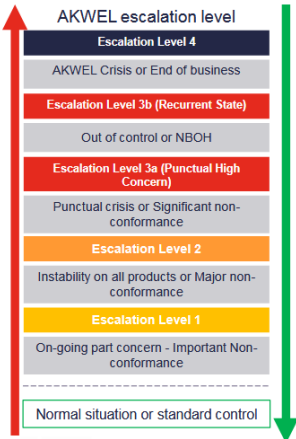 AKWEL escalation level
Escalation Level 4
AKWEL Crisis or End of business
Escalation Level 3b (Recurrent State)
Out of control or NBOH
Escalation Level 3a (Punctual High
Concern)
Punctual crisis or Significant non-
conformance
Escalation Level 2
Instability on all products or Major non-
conformance
Escalation Level 1
On-going part concern - Important Non-
conformance
Normal situation or standard control